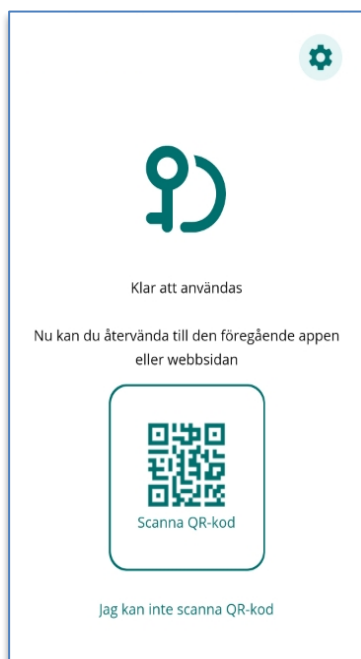 Klar att användas
Nu kan du återvända till den föregående appen
eller webbsidan
Scanna QR-kod
Jag kan inte scanna QR-kod